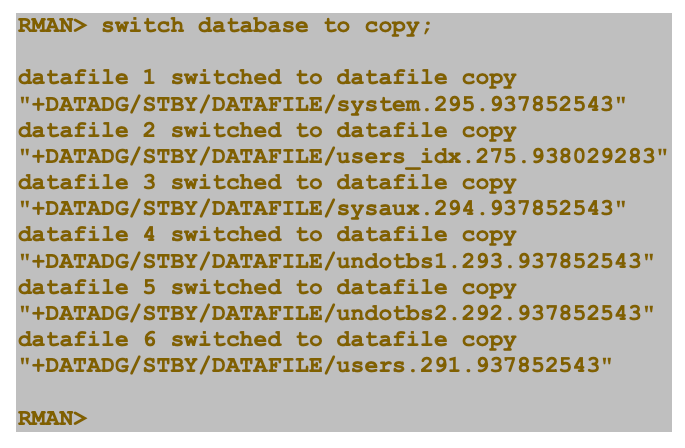 RMAN> switch database to copy;
datafile 1 switched to datafile copy
"+DATADG/STBY/DATAFILE/system.295.937852543"
datafile 2 switched to datafile copy
"+DATADG/STBY/DATAFILE/users_idx.275.938029283"
datafile 3 switched to datafile copy
"+DATADG/STBY/DATAFILE/sysaux.294.937852543"
datafile 4 switched to datafile copy
"+DATADG/STBY/DATAFILE/undotbs1.293.937852543"
datafile 5 switched to datafile copy
"+DATADG/STBY/DATAFILE/undotbs2.292.937852543"
datafile 6 switched to datafile copy
"+DATADG/STBY/DATAFILE/users.291.937852543"
RMAN>